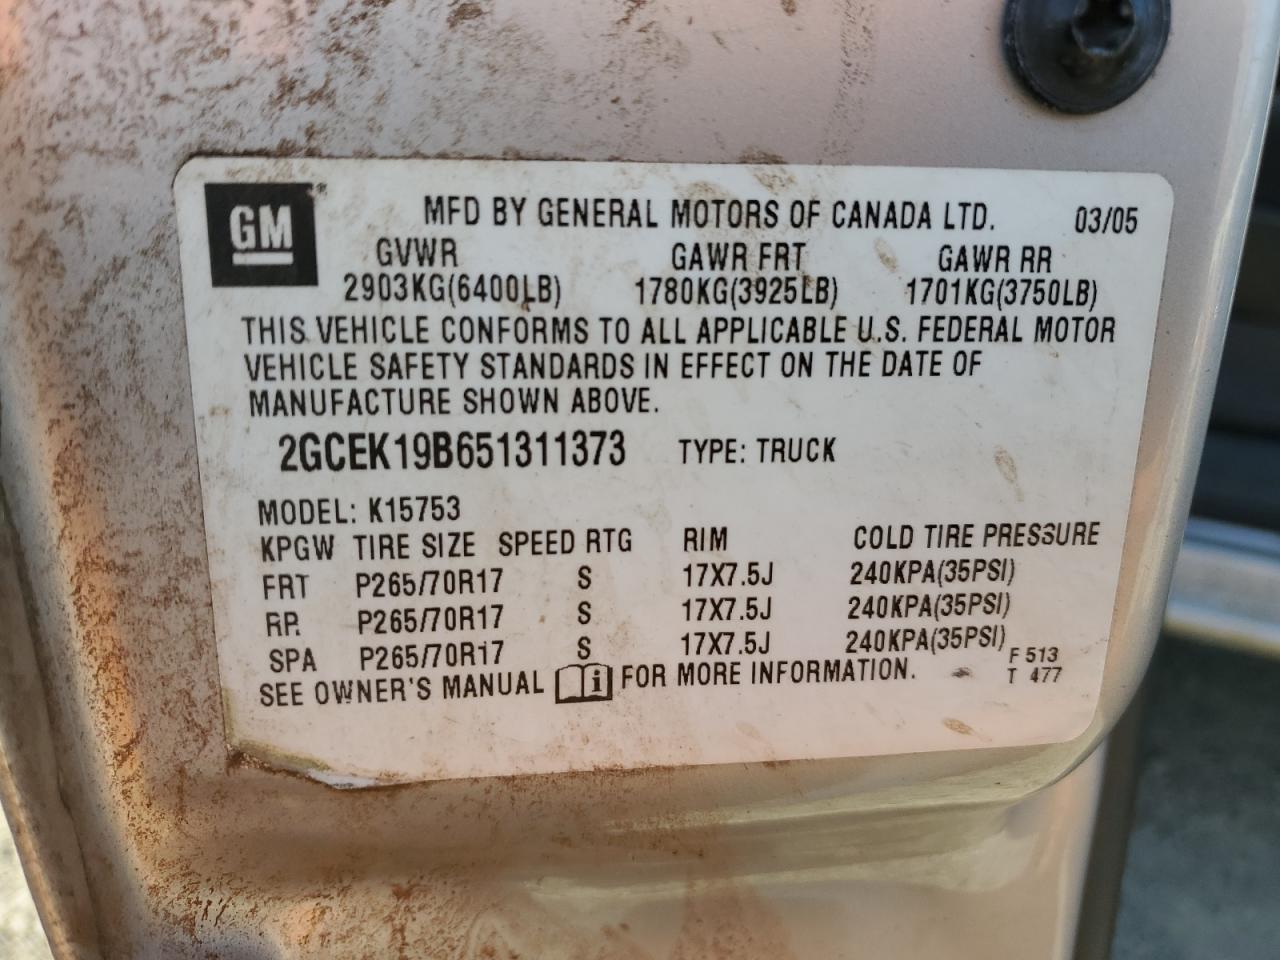 GM
MFD BY GENERAL MOTORS OF CANADA LTD. 03/05
GVWR GAWR FRT GAWR RR
2903KG(6400LB) 1780KG(3925LB) 1701KG(3750LB)
THIS VEHICLE CONFORMS TO ALL APPLICABLE U.S. FEDERAL MOTOR
VEHICLE SAFETY STANDARDS IN EFFECT ON THE DATE OF
MANUFACTURE SHOWN ABOVE.
2GCEK19B651311373 TYPE: TRUCK
MODEL: K15753
KPGW TIRE SIZE SPEED RTG RIM COLD TIRE PRESSURE
FRT P265/70R17 S 17X7.5J 240KPA(35PSI)
RR P265/70R17 S 17X7.5J 240KPA(35PSI)
SPA P265/70R17 S 17X7.5J 240KPA(35PSI)
SEE OWNER'S MANUAL i FOR MORE INFORMATION.
F 513
T 477